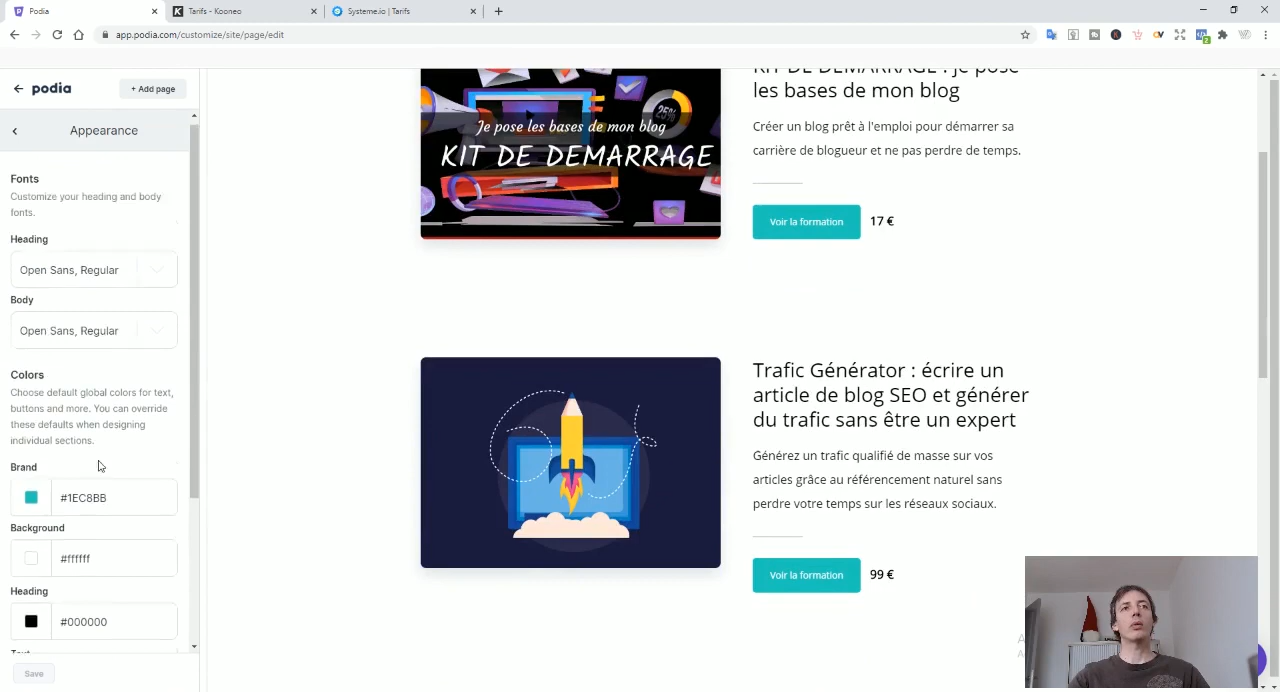 Podia
Tarifs - Kooneo
Systeme.io | Tarifs
app.podia.com/customize/site/page/edit
podia
+ Add page
Appearance
Fonts
Customize your heading and body
fonts.
Heading
Open Sans, Regular
Body
Open Sans, Regular
Colors
Choose default global colors for text,
buttons and more. You can override
these defaults when designing
individual sections.
Brand
#1EC8BB
Background
#ffffff
Heading
#000000
Save
25%
Je pose les bases de mon blog
KIT DE DEMARRAGE
KIT DE DEMARRAGE : je pose
les bases de mon blog
Créer un blog prêt à l'emploi pour démarrer sa
carrière de blogueur et ne pas perdre de temps.
Voir la formation 17 €
Trafic Générator : écrire un
article de blog SEO et générer
du trafic sans être un expert
Générez un trafic qualifié de masse sur vos
articles grâce au référencement naturel sans
perdre votre temps sur les réseaux sociaux.
Voir la formation 99 €